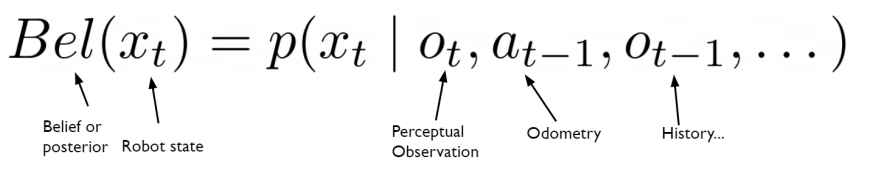 Bel(x_t) = p(x_t | o_t, a_{t-1}, o_{t-1}, ...)
Belief or
posterior
Robot state
Perceptual
Observation
Odometry
History...